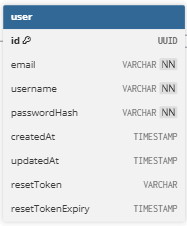 user
id UUID
email VARCHAR NN
username VARCHAR NN
passwordHash VARCHAR NN
createdAt TIMESTAMP
updatedAt TIMESTAMP
resetToken VARCHAR
resetTokenExpiry TIMESTAMP